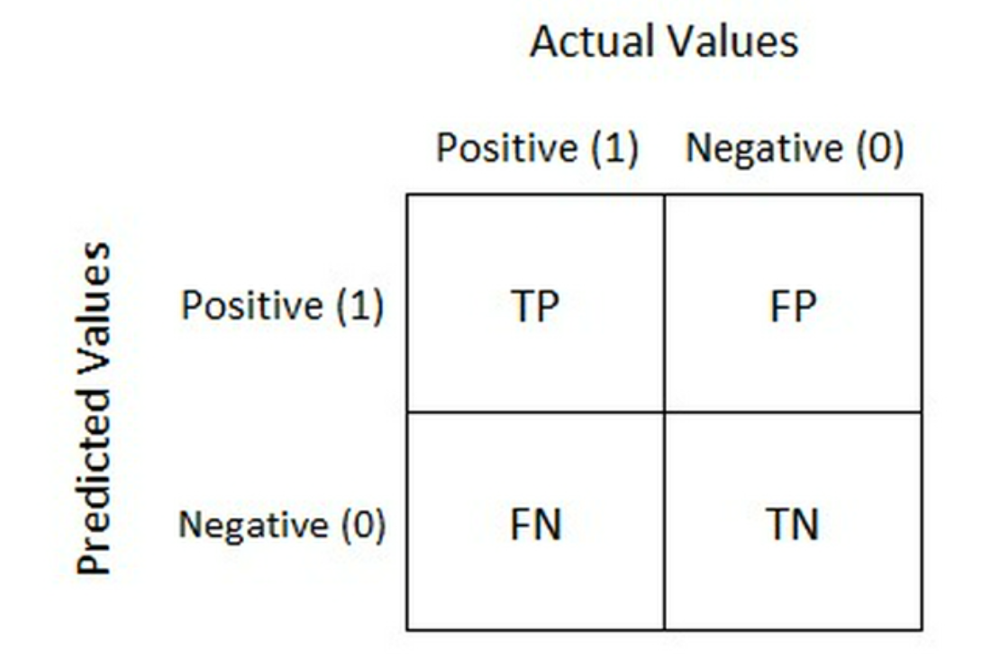 Actual Values
Positive (1) Negative (0)
Predicted Values
Positive (1) TP FP
Negative (0) FN TN